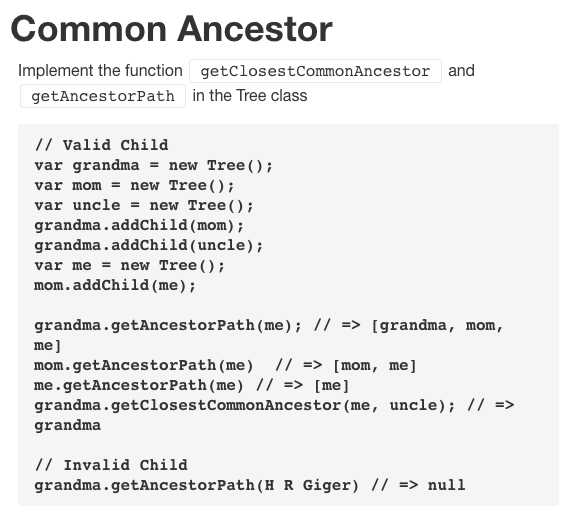 Common Ancestor
Implement the function getClosestCommonAncestor and
getAncestorPath in the Tree class
// Valid Child
var grandma = new Tree();
var mom = new Tree();
var uncle = new Tree();
grandma.addChild(mom);
grandma.addChild(uncle);
var me = new Tree();
mom.addChild(me);
grandma.getAncestorPath(me); // => [grandma, mom,
me]
mom.getAncestorPath(me)  // => [mom, me]
me.getAncestorPath(me) // => [me]
grandma.getClosestCommonAncestor(me, uncle); // =>
grandma
// Invalid Child
grandma.getAncestorPath(H R Giger) // => null